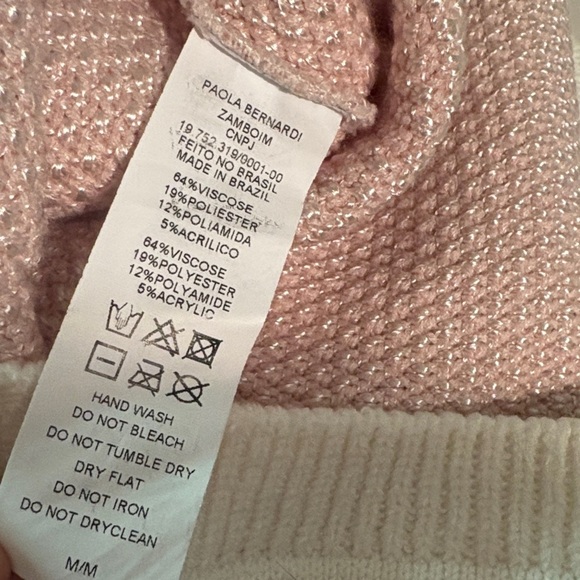 PAOLA BERNARDI
ZAMBOIM
CNPJ
19 752 319/0001-00
FEITO NO BRASIL
MADE IN BRAZIL
64%VISCOSE
19%POLIESTER
12%POLIAMIDA
5%ACRILICO
64%VISCOSE
19%POLYESTER
12%POLYAMIDE
5%ACRYLIC
HAND WASH
DO NOT BLEACH
DO NOT TUMBLE DRY
DRY FLAT
DO NOT IRON
DO NOT DRYCLEAN
M/M